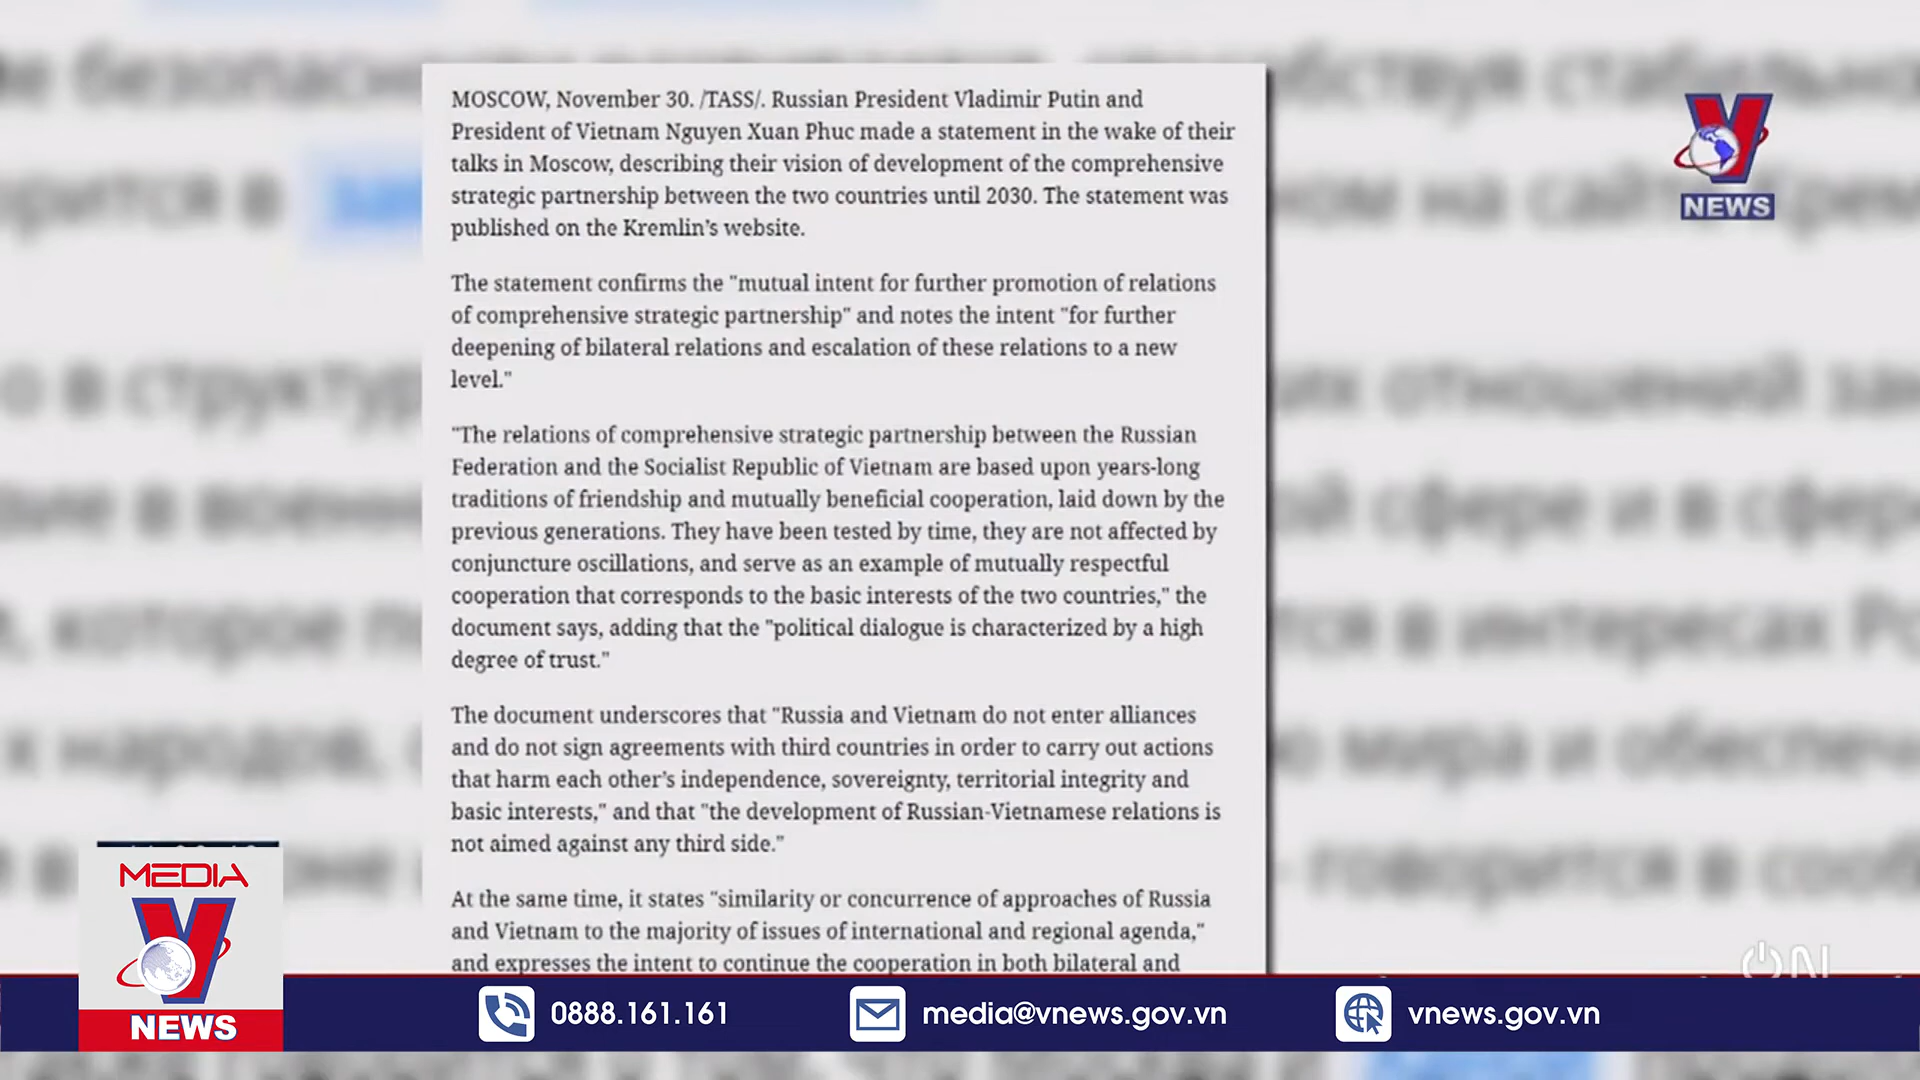 MOSCOW, November 30. /TASS/. Russian President Vladimir Putin and
President of Vietnam Nguyen Xuan Phuc made a statement in the wake of their
talks in Moscow, describing their vision of development of the comprehensive
strategic partnership between the two countries until 2030. The statement was
published on the Kremlin’s website.
The statement confirms the "mutual intent for further promotion of relations
of comprehensive strategic partnership" and notes the intent "for further
deepening of bilateral relations and escalation of these relations to a new
level."
"The relations of comprehensive strategic partnership between the Russian
Federation and the Socialist Republic of Vietnam are based upon years-long
traditions of friendship and mutually beneficial cooperation, laid down by the
previous generations. They have been tested by time, they are not affected by
conjuncture oscillations, and serve as an example of mutually respectful
cooperation that corresponds to the basic interests of the two countries," the
document says, adding that the "political dialogue is characterized by a high
degree of trust."
The document underscores that "Russia and Vietnam do not enter alliances
and do not sign agreements with third countries in order to carry out actions
that harm each other’s independence, sovereignty, territorial integrity and
basic interests," and that "the development of Russian-Vietnamese relations is
not aimed against any third side."
At the same time, it states "similarity or concurrence of approaches of Russia
and Vietnam to the majority of issues of international and regional agenda,"
and expresses the intent to continue the cooperation in both bilateral and
V
NEWS
ON
MEDIA
V
NEWS
0888.161.161
media@vnews.gov.vn
vnews.gov.vn